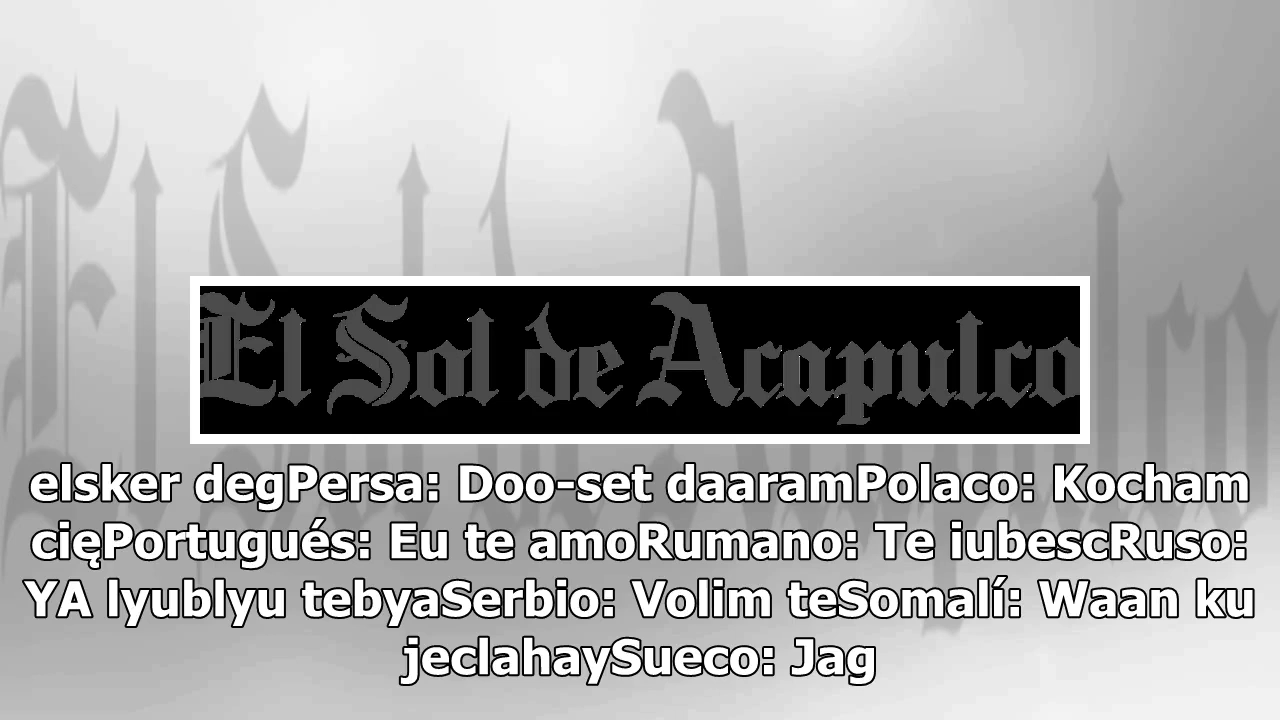 El Sol de Acapulco
elsker degPersa: Doo-set daaramPolaco: Kocham
cięPortugués: Eu te amoRumano: Te iubescRuso:
YA lyublyu tebyaSerbio: Volim teSomalí: Waan ku
jeclahaySueco: Jag